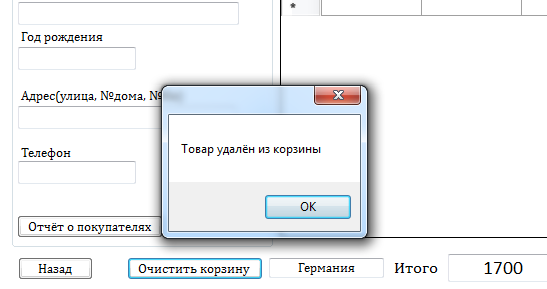 *
Год рождения
Адрес(улица, №дома, №
Товар удалён из корзины
Телефон
OK
Отчёт о покупателях
Назад
Очистить корзину
Германия
Итого
1700